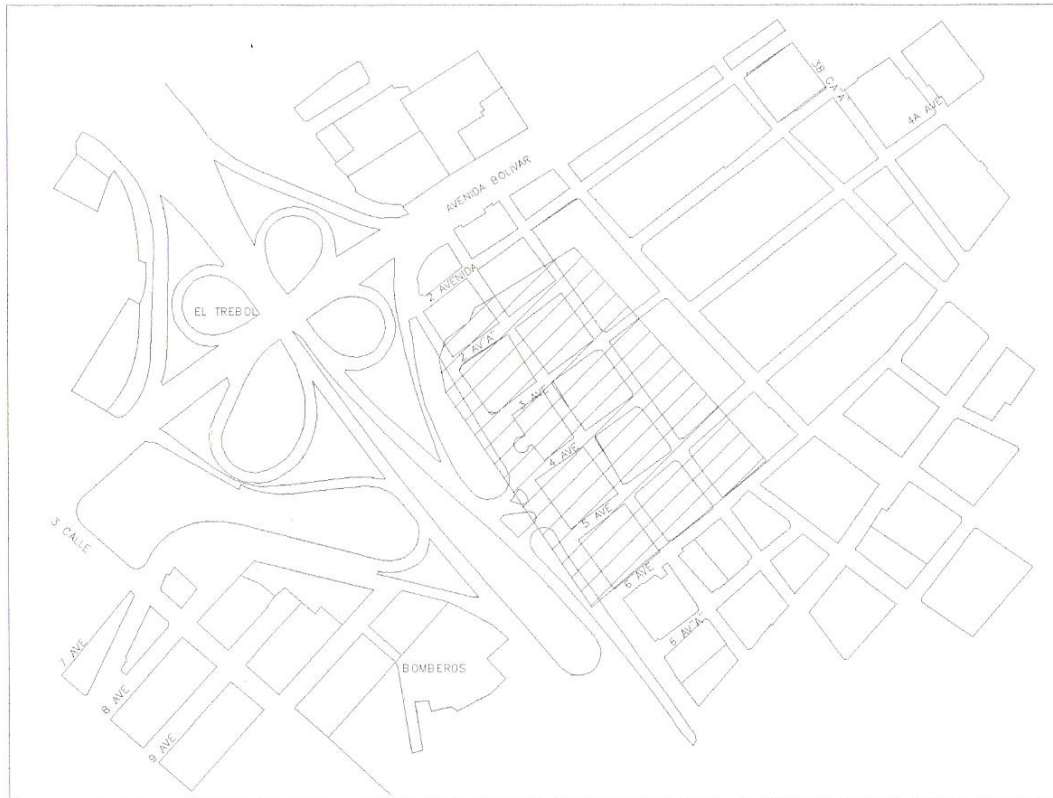 3B CA"A"
4A AVE
AVENIDA BOLIVAR
2 AVENIDA
EL TREBOL
2 AV"A"
3 AVE
4 AVE
5 AVE
3 CALLE
6 AVE
6 AV"A"
7 AVE
BOMBEROS
8 AVE
9 AVE